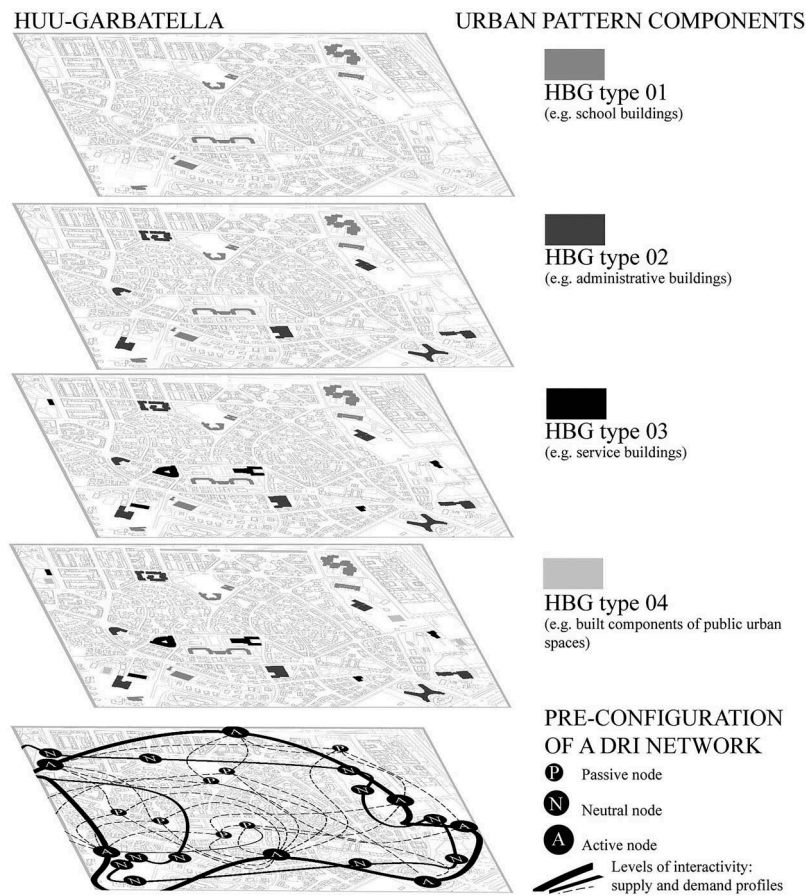 HUU-GARBATELLA
URBAN PATTERN COMPONENTS
HBG type 01
(e.g. school buildings)
HBG type 02
(e.g. administrative buildings)
HBG type 03
(e.g. service buildings)
HBG type 04
(e.g. built components of public urban
spaces)
PRE-CONFIGURATION
OF A DRI NETWORK
P Passive node
N Neutral node
A Active node
Levels of interactivity:
supply and demand profiles